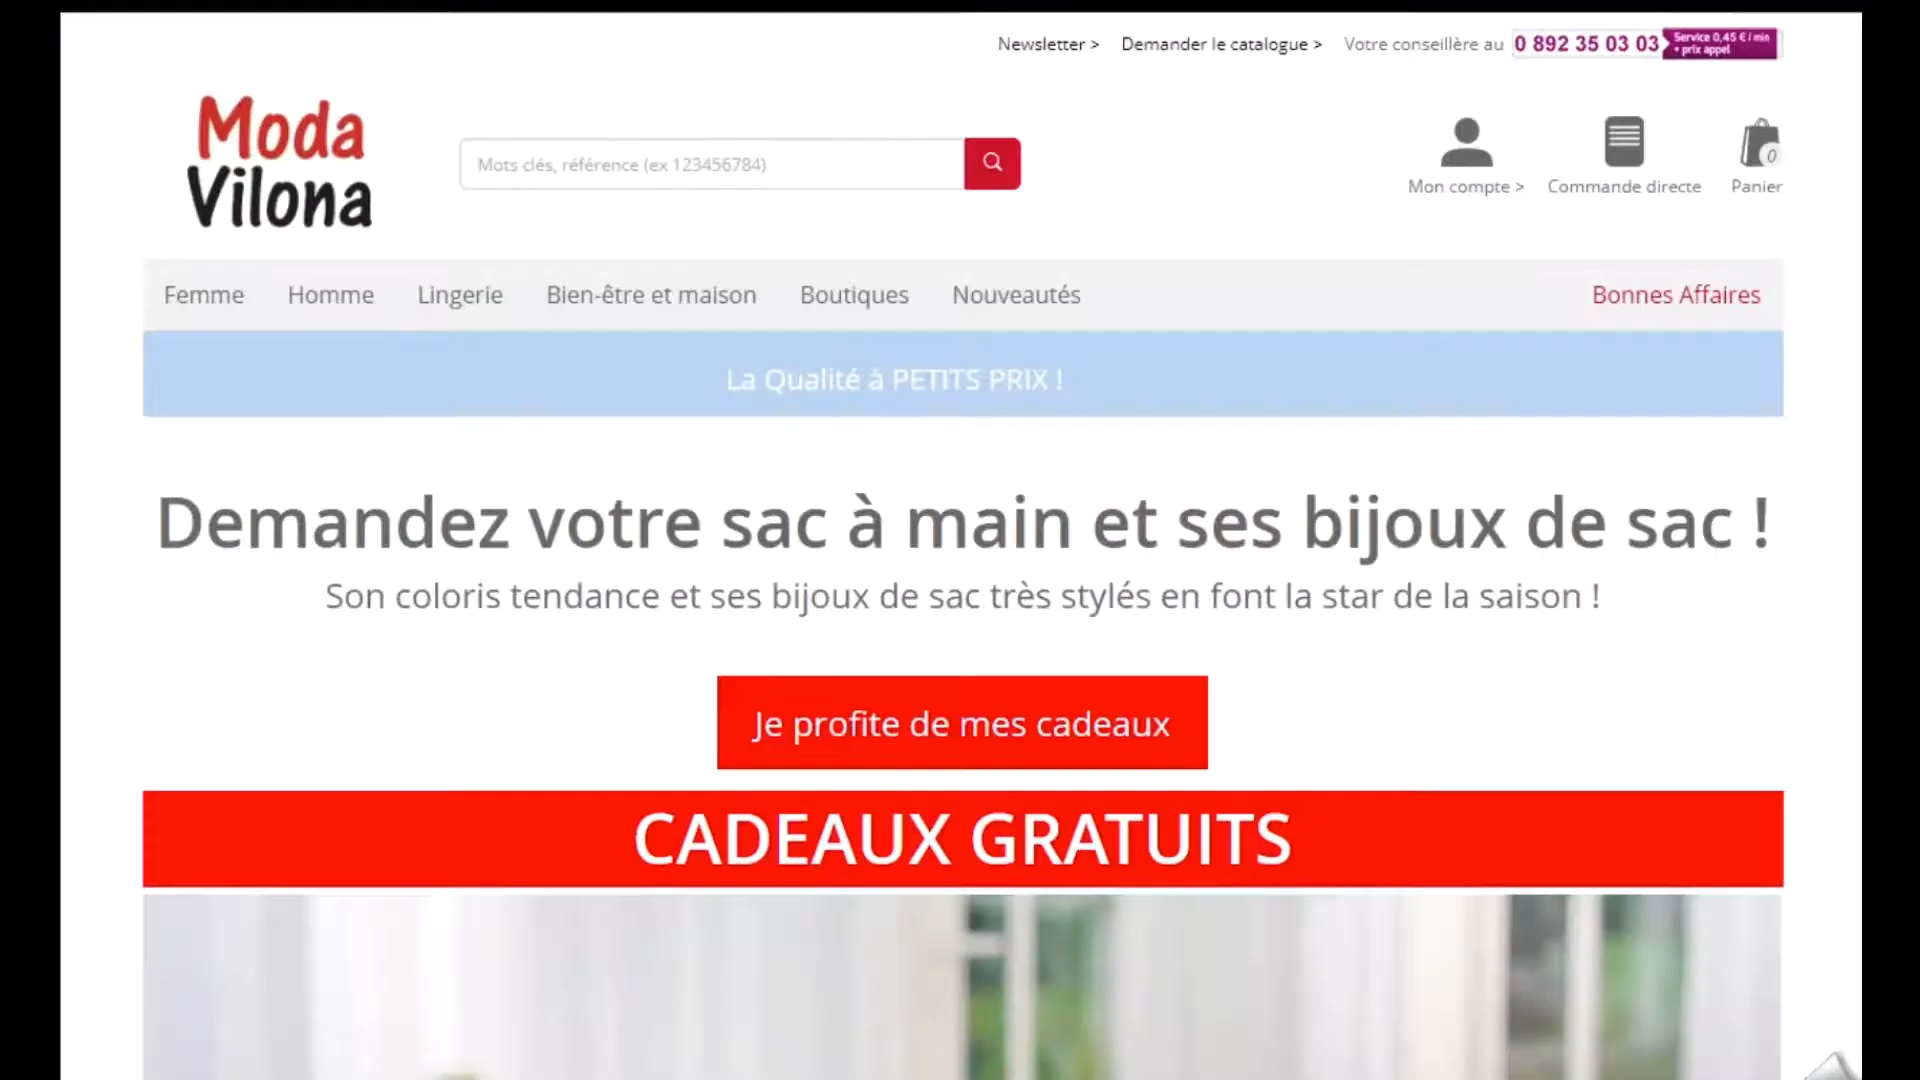 Newsletter > Demander le catalogue > Votre conseillère au 0 892 35 03 03 Service 0,45 € / min
+ prix appel
Moda
Vilona
Mots clés, référence (ex 123456784)
0
Mon compte > Commande directe Panier
Femme Homme Lingerie Bien-être et maison Boutiques Nouveautés Bonnes Affaires
La Qualité à PETITS PRIX !
Demandez votre sac à main et ses bijoux de sac !
Son coloris tendance et ses bijoux de sac très stylés en font la star de la saison !
Je profite de mes cadeaux
CADEAUX GRATUITS